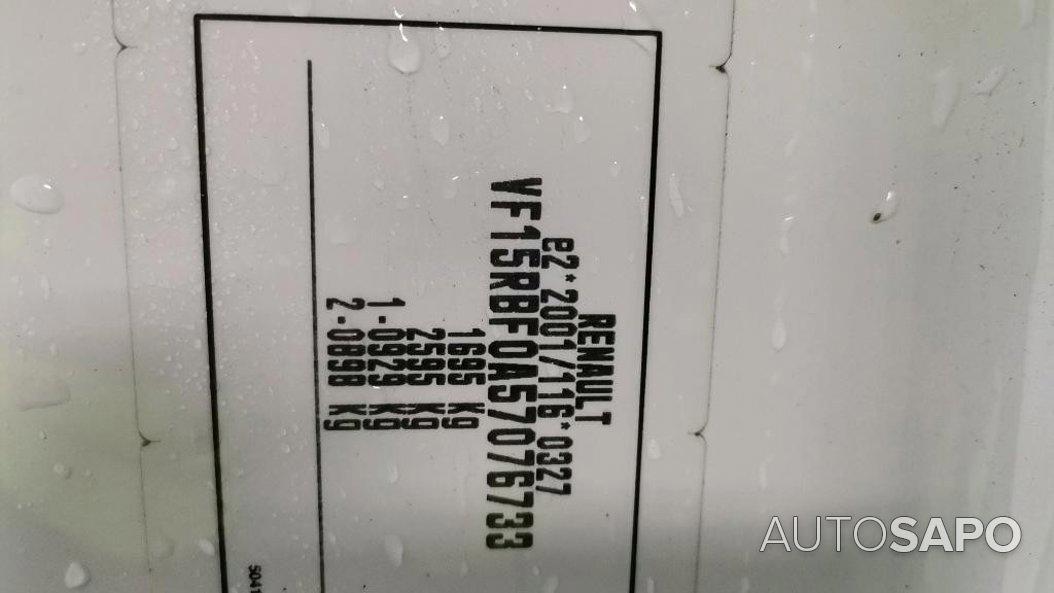 RENAULT
e2*2001/116*0327
VF15RBF0A57076733
1695 Kg
2595 Kg
1-0929 Kg
2-0898 Kg
AUTOSAPO